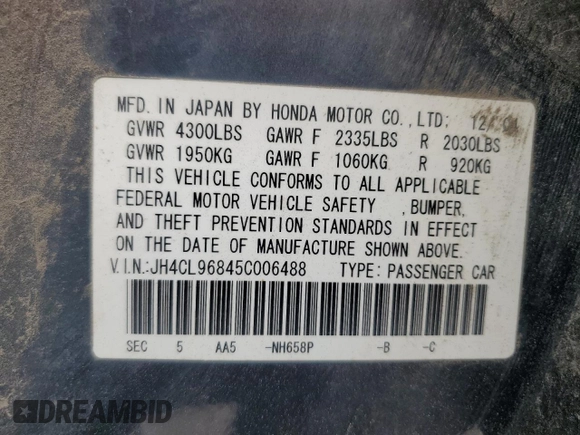 MFD. IN JAPAN BY HONDA MOTOR CO., LTD:
GVWR 4300LBS GAWR F 2335LBS R 2030LBS
GVWR 1950KG GAWR F 1060KG R 920KG
THIS VEHICLE CONFORMS TO ALL APPLICABLE
FEDERAL MOTOR VEHICLE SAFETY , BUMPER,
AND THEFT PREVENTION STANDARDS IN EFFECT
ON THE DATE OF MANUFACTURE SHOWN ABOVE.
V.I.N:JH4CL96845C006488 TYPE: PASSENGER CAR
SEC 5 AA5 -NH658P -B -C
DREAMBID